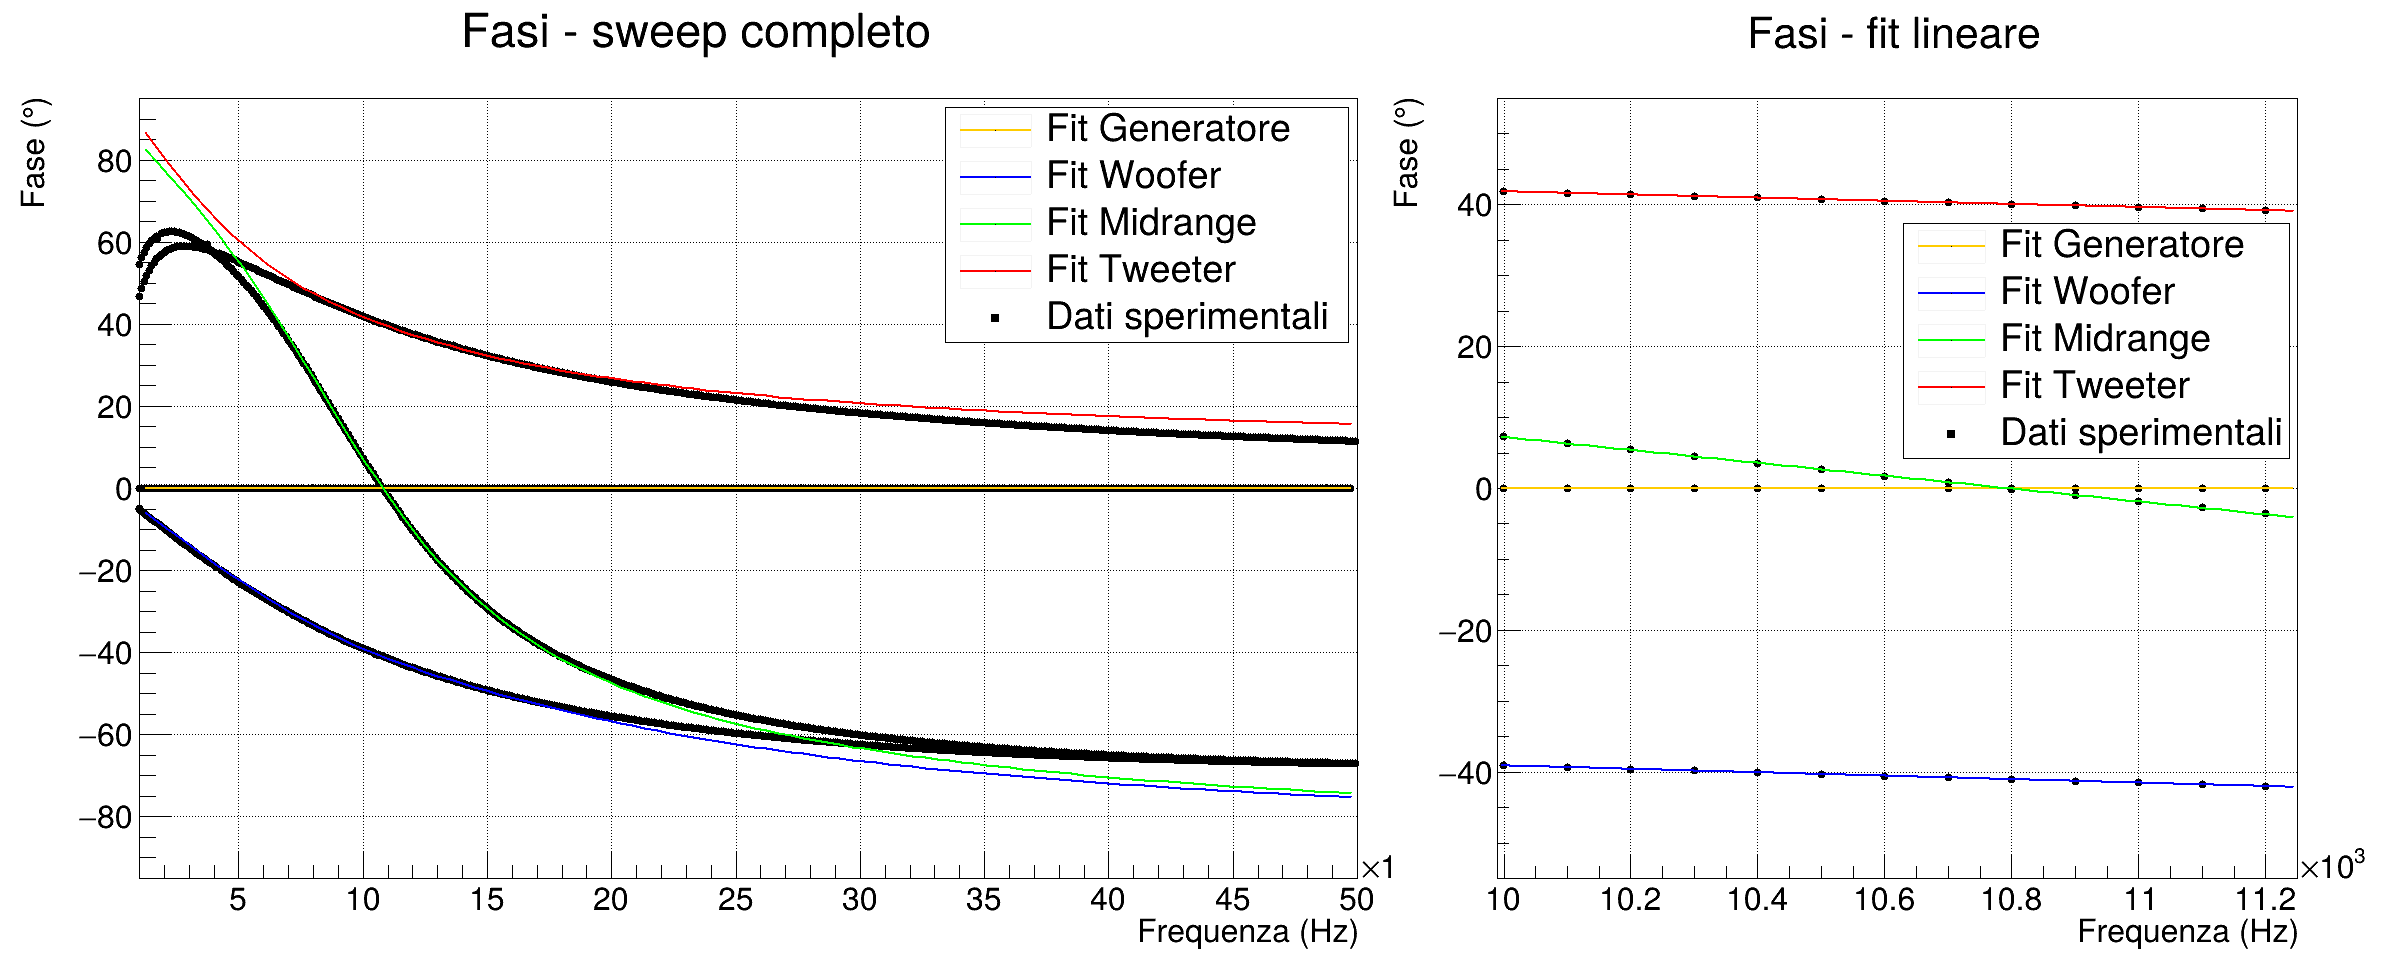 Fasi - sweep completo
Fase (°)
80
60
40
20
0
−20
−40
−60
−80
5 10 15 20 25 30 35 40 45 50
×1
Frequenza (Hz)
Fit Generatore
Fit Woofer
Fit Midrange
Fit Tweeter
Dati sperimentali
Fasi - fit lineare
Fase (°)
40
20
0
−20
−40
10 10.2 10.4 10.6 10.8 11 11.2
×10³
Frequenza (Hz)
Fit Generatore
Fit Woofer
Fit Midrange
Fit Tweeter
Dati sperimentali